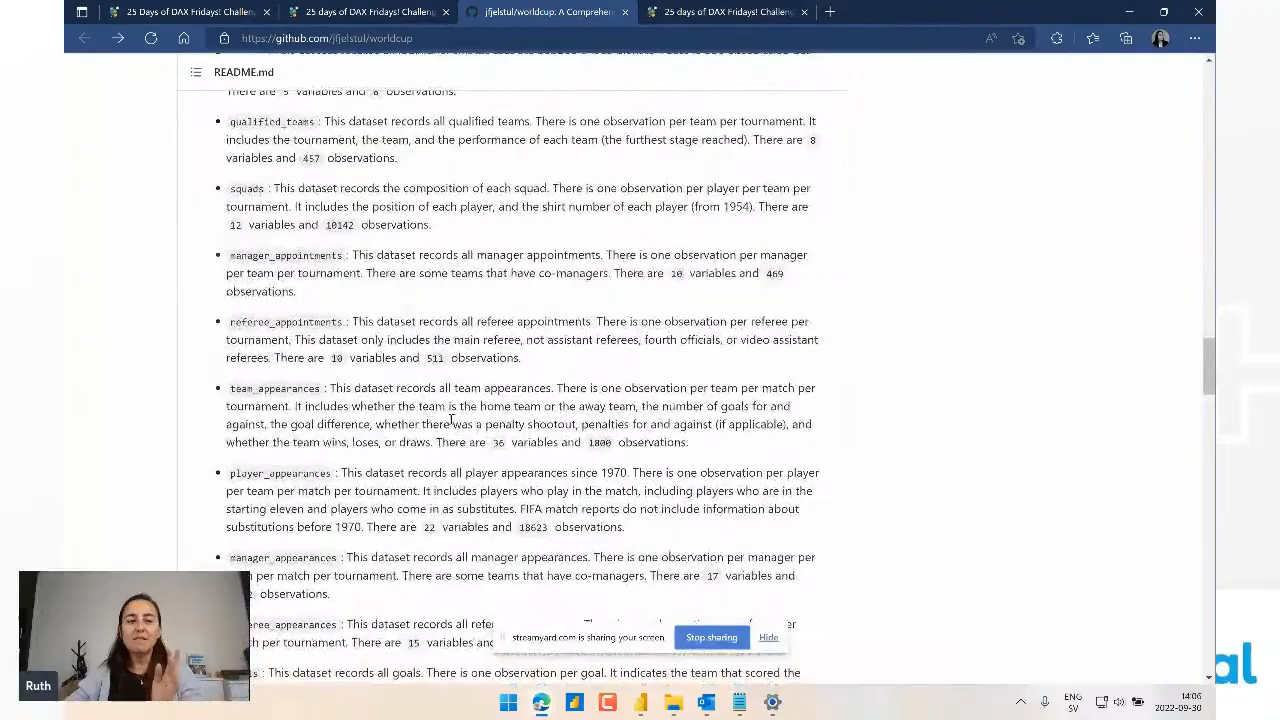 25 Days of DAX Fridays! Challen
25 Days of DAX Fridays! Challen
jfjelstul/worldcup: A Comprehen
25 days of DAX Fridays! Challen
https://github.com/jfjelstul/worldcup
README.md
There are 5 variables and 8 observations.
qualified_teams : This dataset records all qualified teams. There is one observation per team per tournament. It
includes the tournament, the team, and the performance of each team (the furthest stage reached). There are 8
variables and 457 observations.
squads : This dataset records the composition of each squad. There is one observation per player per team per
tournament. It includes the position of each player, and the shirt number of each player (from 1954). There are
12 variables and 10142 observations.
manager_appointments : This dataset records all manager appointments. There is one observation per manager
per team per tournament. There are some teams that have co-managers. There are 10 variables and 469
observations.
referee_appointments : This dataset records all referee appointments. There is one observation per referee per
tournament. This dataset only includes the main referee, not assistant referees, fourth officials, or video assistant
referees. There are 10 variables and 511 observations.
team_appearances : This dataset records all team appearances. There is one observation per team per match per
tournament. It includes whether the team is the home team or the away team, the number of goals for and
against, the goal difference, whether there was a penalty shootout, penalties for and against (if applicable), and
whether the team wins, loses, or draws. There are 36 variables and 1800 observations.
player_appearances : This dataset records all player appearances since 1970. There is one observation per player
per team per match per tournament. It includes players who play in the match, including players who are in the
starting eleven and players who come in as substitutes. FIFA match reports do not include information about
substitutions before 1970. There are 22 variables and 18623 observations.
manager_appearances : This dataset records all manager appearances. There is one observation per manager per
per match per tournament. There are some teams that have co-managers. There are 17 variables and
observations.
eree_appearances : This dataset records all refe
match per tournament. There are 15 variables and
streamyard.com is sharing your screen.
Stop sharing
Hide
: This dataset records all goals. There is one observation per goal. It indicates the team that scored the
Ruth
al
ENG
SV
14:06
2022-09-30